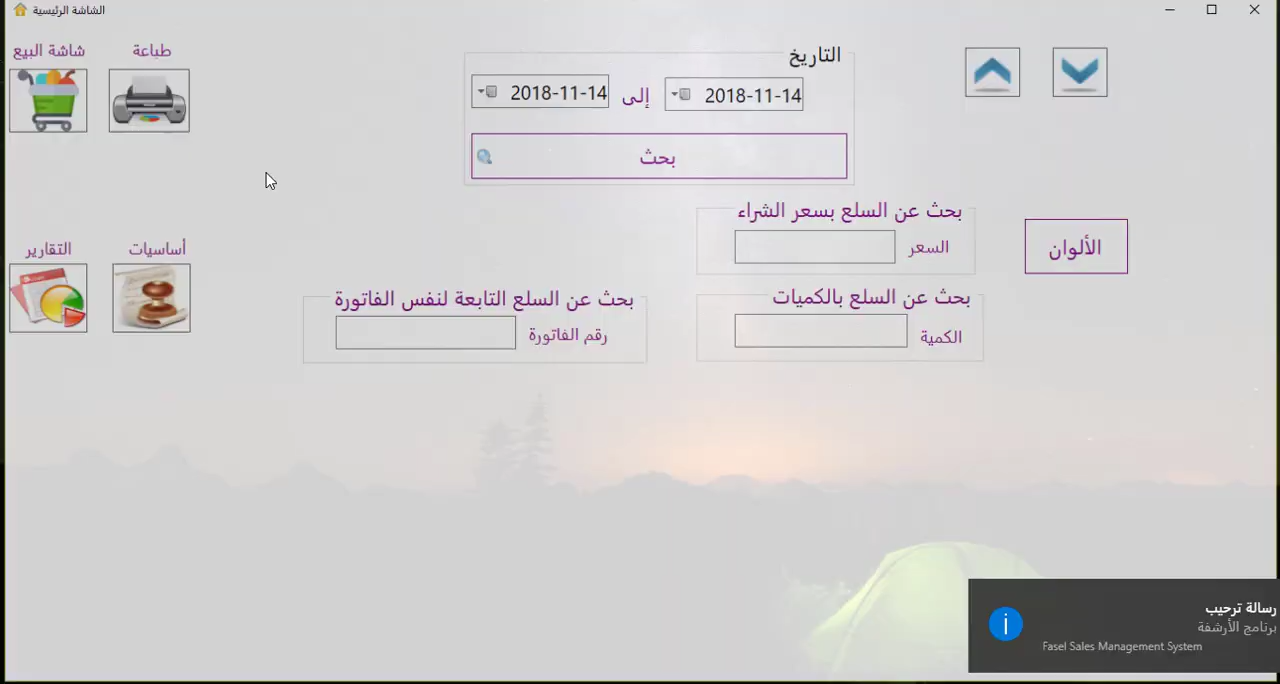 الشاشة الرئيسية
شاشة البيع
طباعة
التاريخ
2018-11-14
إلى
2018-11-14
بحث
بحث عن السلع بسعر الشراء
السعر
الألوان
التقارير
أساسيات
بحث عن السلع بالكميات
الكمية
بحث عن السلع التابعة لنفس الفاتورة
رقم الفاتورة
رسالة ترحيب
برنامج الأرشفة
Fasel Sales Management System